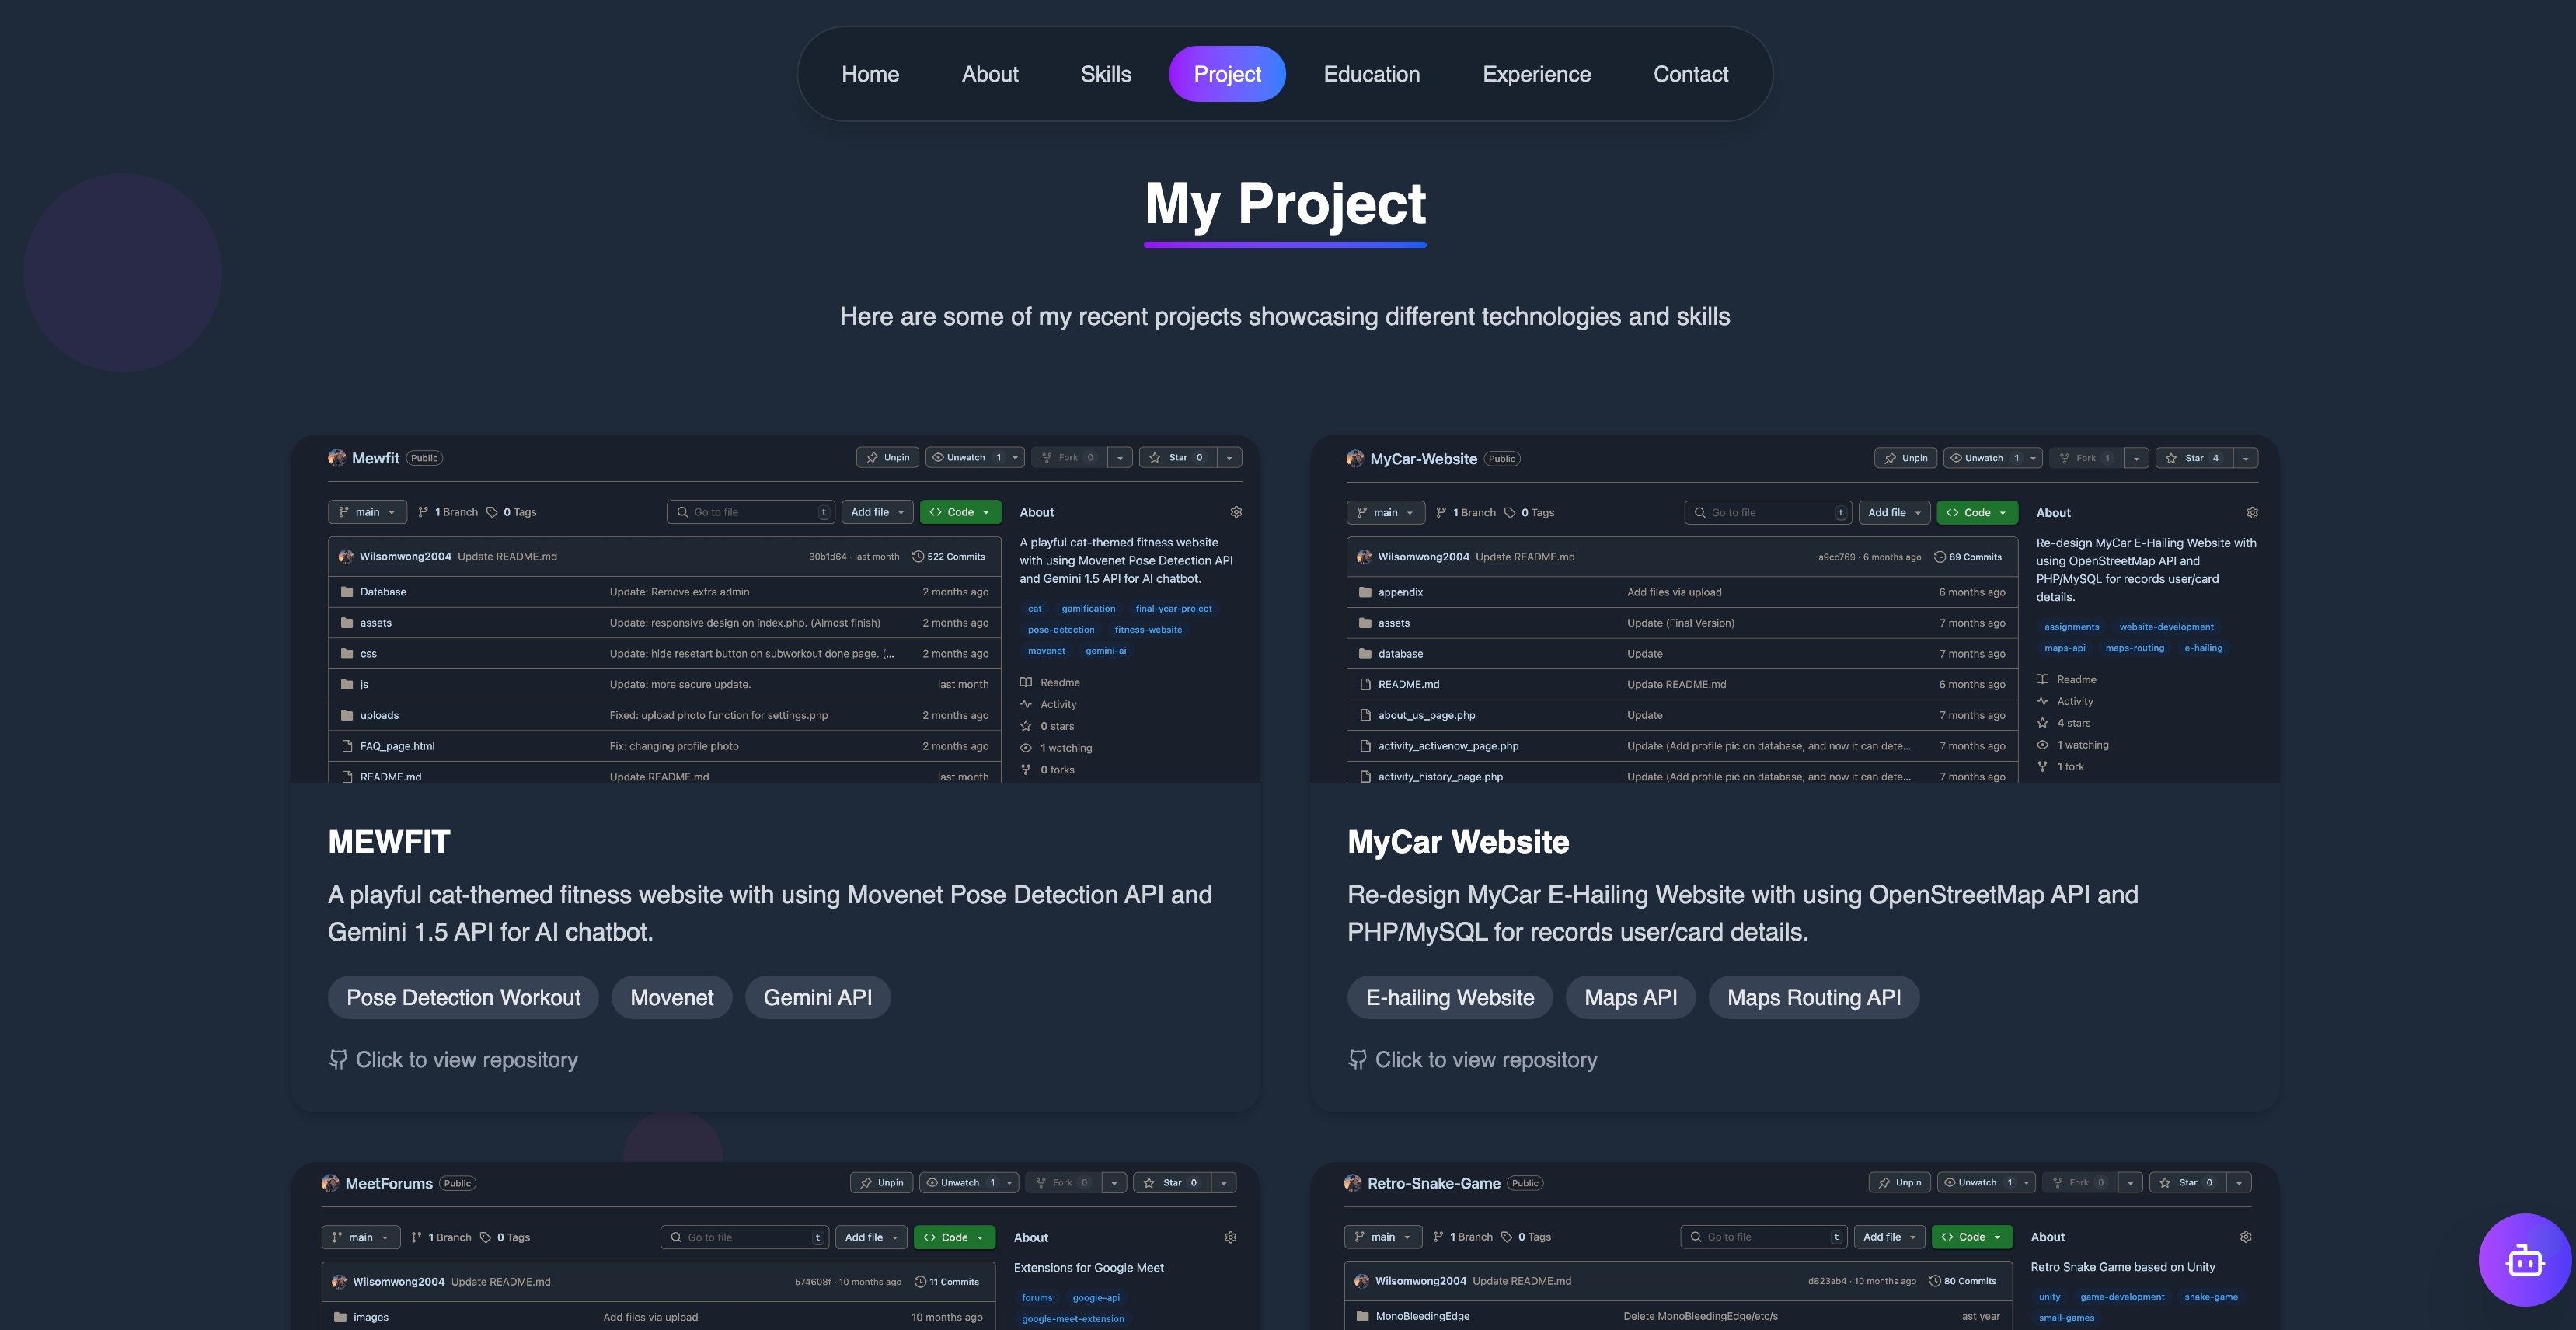 Home About Skills Project Education Experience Contact
My Project
Here are some of my recent projects showcasing different technologies and skills
Mewfit Public Unpin Unwatch 1 Fork 0 Star 0
main 1 Branch 0 Tags Go to file t Add file Code
Wilsomwong2004 Update README.md 30b1d64 · last month 522 Commits
Database Update: Remove extra admin 2 months ago
assets Update: responsive design on index.php. (Almost finish) 2 months ago
css Update: hide resetart button on subworkout done page. (... 2 months ago
js Update: more secure update. last month
uploads Fixed: upload photo function for settings.php 2 months ago
FAQ_page.html Fix: changing profile photo 2 months ago
README.md Update README.md last month
About
A playful cat-themed fitness website
with using Movenet Pose Detection API
and Gemini 1.5 API for AI chatbot.
cat gamification final-year-project
pose-detection fitness-website
movenet gemini-ai
Readme
Activity
0 stars
1 watching
0 forks
MEWFIT
A playful cat-themed fitness website with using Movenet Pose Detection API and
Gemini 1.5 API for AI chatbot.
Pose Detection Workout Movenet Gemini API
Click to view repository
MyCar-Website Public Unpin Unwatch 1 Fork 1 Star 4
main 1 Branch 0 Tags Go to file t Add file Code
Wilsomwong2004 Update README.md a9cc769 · 6 months ago 89 Commits
appendix Add files via upload 6 months ago
assets Update (Final Version) 7 months ago
database Update 7 months ago
README.md Update README.md 6 months ago
about_us_page.php Update 7 months ago
activity_activenow_page.php Update (Add profile pic on database, and now it can dete... 7 months ago
activity_history_page.php Update (Add profile pic on database, and now it can dete... 7 months ago
About
Re-design MyCar E-Hailing Website with
using OpenStreetMap API and
PHP/MySQL for records user/card
details.
assignments website-development
maps-api maps-routing e-hailing
Readme
Activity
4 stars
1 watching
1 fork
MyCar Website
Re-design MyCar E-Hailing Website with using OpenStreetMap API and
PHP/MySQL for records user/card details.
E-hailing Website Maps API Maps Routing API
Click to view repository
MeetForums Public Unpin Unwatch 1 Fork 0 Star 0
main 1 Branch 0 Tags Go to file t Add file Code
Wilsomwong2004 Update README.md 574608f · 10 months ago 11 Commits
images Add files via upload 10 months ago
About
Extensions for Google Meet
forums google-api
google-meet-extension
Retro-Snake-Game Public Unpin Unwatch 1 Fork 0 Star 0
main 1 Branch 0 Tags Go to file t Add file Code
Wilsomwong2004 Update README.md d823ab4 · 10 months ago 80 Commits
MonoBleedingEdge Delete MonoBleedingEdge/etc/s last year
About
Retro Snake Game based on Unity
unity game-development snake-game
small-games